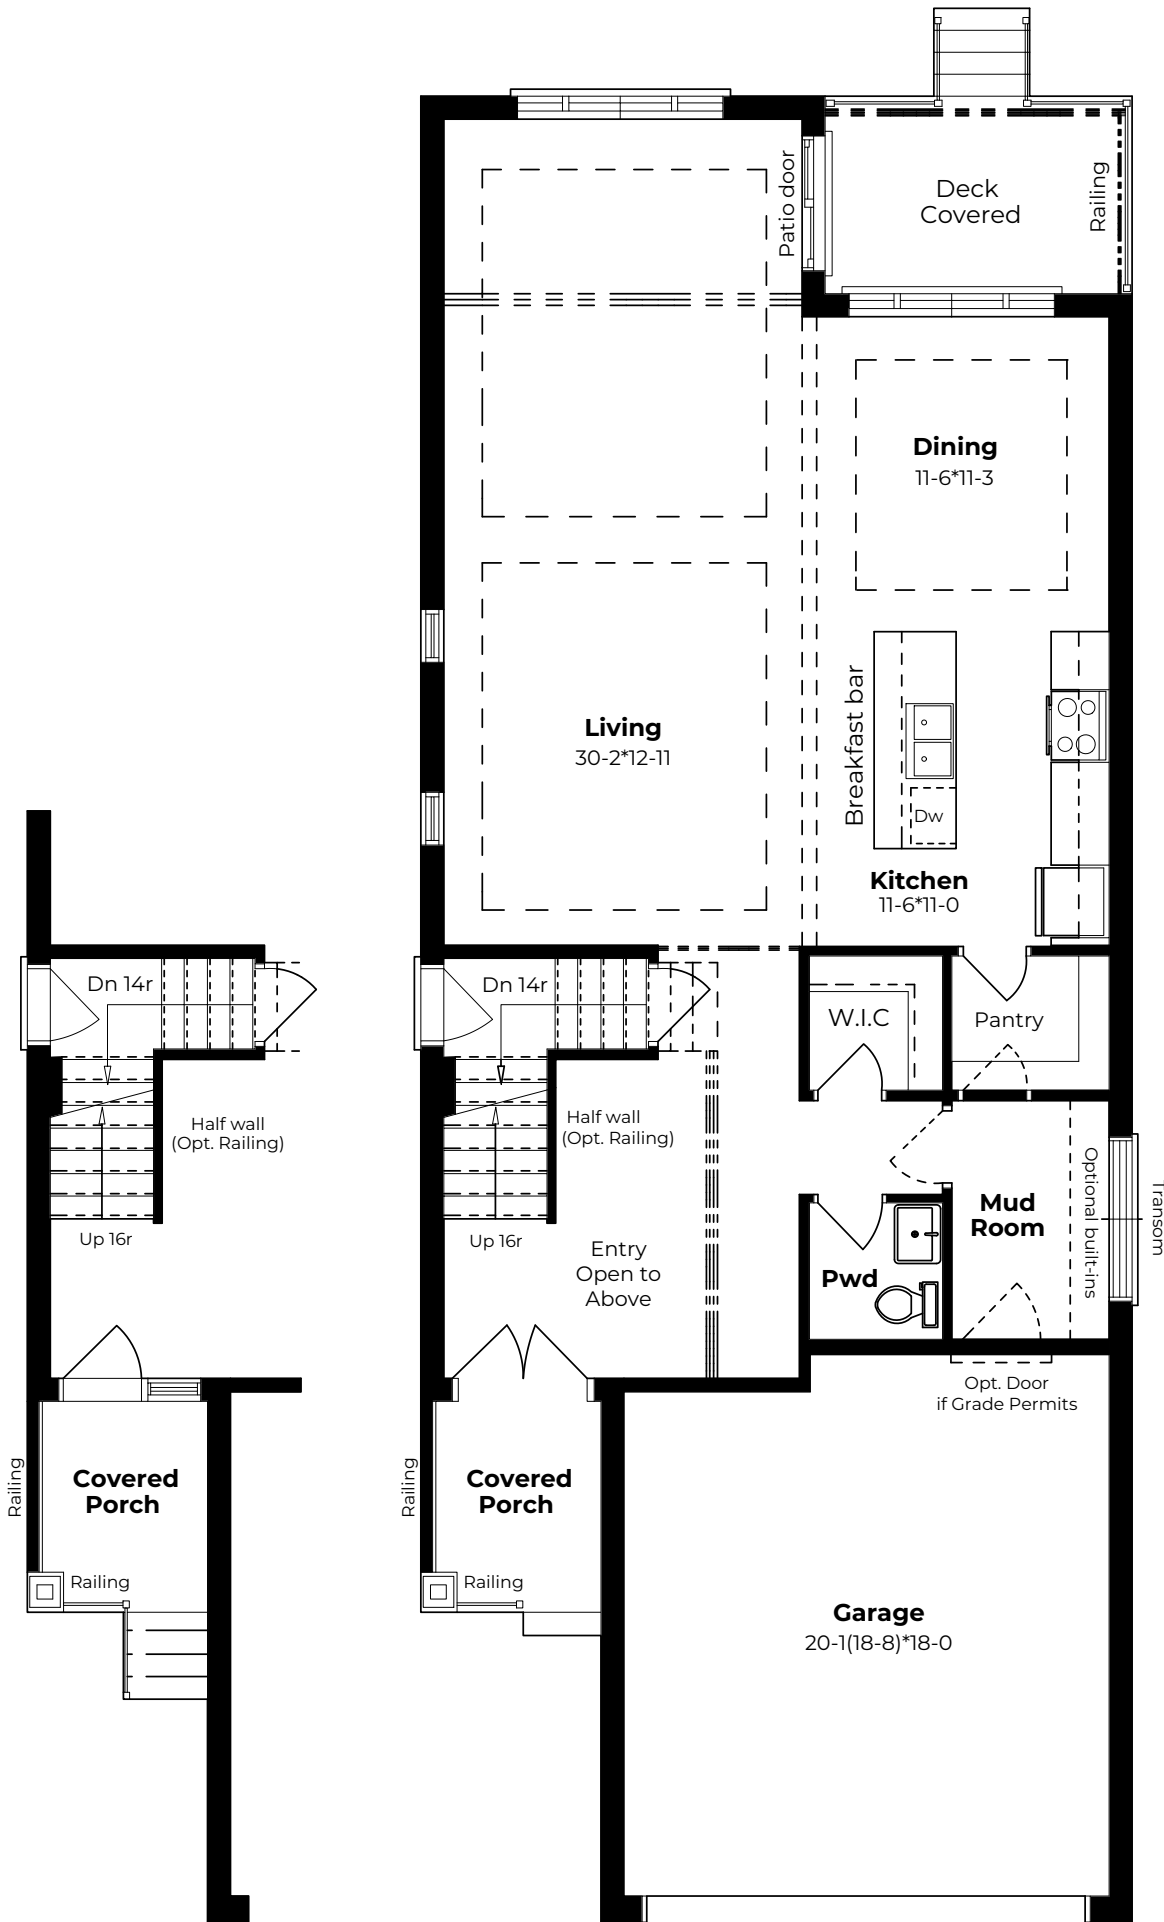 Patio door
Deck
Covered
Railing
Dining
11-6*11-3
Living
30-2*12-11
Breakfast bar
Dw
Kitchen
11-6*11-0
Dn 14r
Half wall
(Opt. Railing)
Up 16r
Railing
Covered
Porch
Railing
Dn 14r
Half wall
(Opt. Railing)
Up 16r
Entry
Open to
Above
W.I.C
Pantry
Mud
Room
Optional built-ins
Transom
Pwd
Opt. Door
if Grade Permits
Railing
Covered
Porch
Railing
Garage
20-1(18-8)*18-0